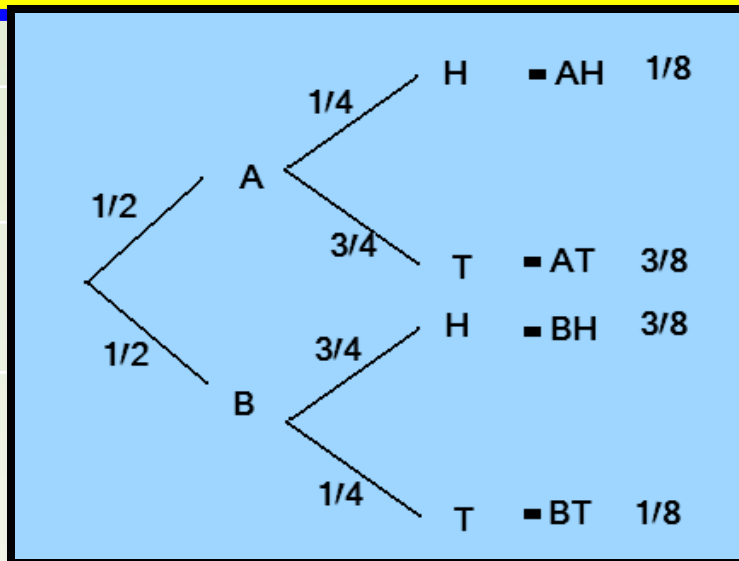 H - AH 1/8
1/4
1/2 A
3/4
T - AT 3/8
H - BH 3/8
1/2 3/4
B
1/4
T - BT 1/8